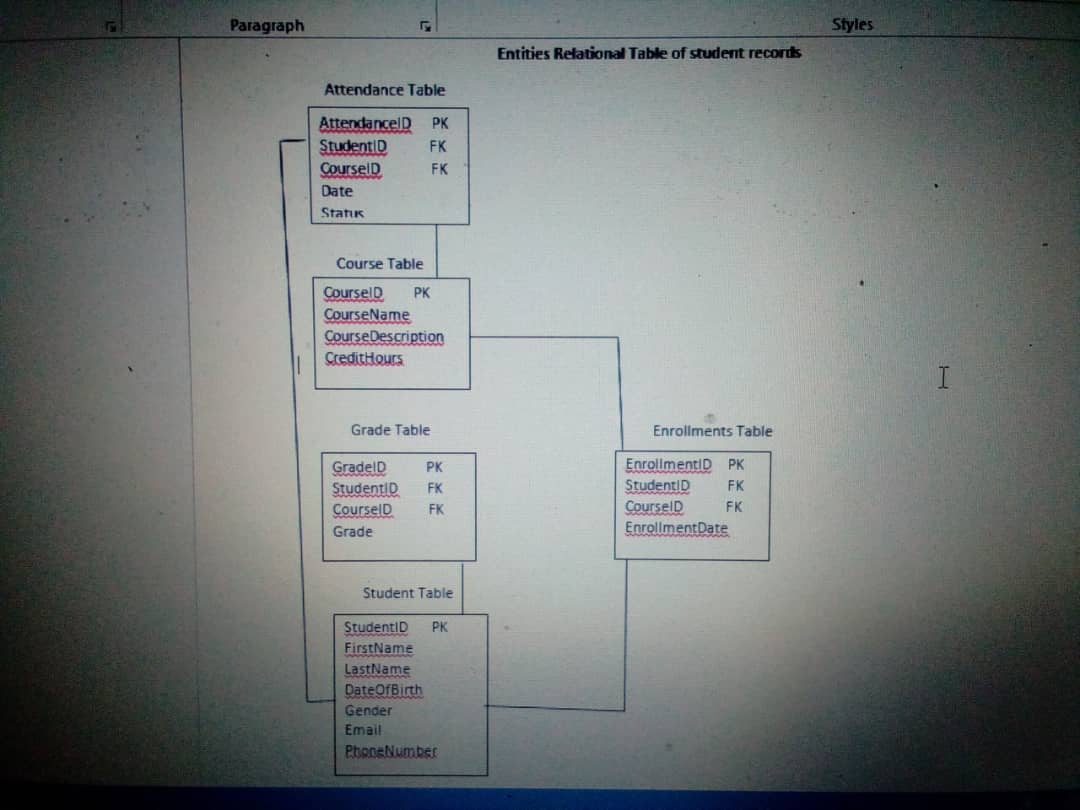 Paragraph
Styles
Entities Relational Table of student records
Attendance Table
AttendanceID PK
StudentID FK
CourseID FK
Date
Status
Course Table
CourseID PK
CourseName
CourseDescription
CreditHours
Grade Table
GradeID PK
StudentID FK
CourseID FK
Grade
Enrollments Table
EnrollmentID PK
StudentID FK
CourseID FK
EnrollmentDate
Student Table
StudentID PK
FirstName
LastName
DateOfBirth
Gender
Email
PhoneNumber